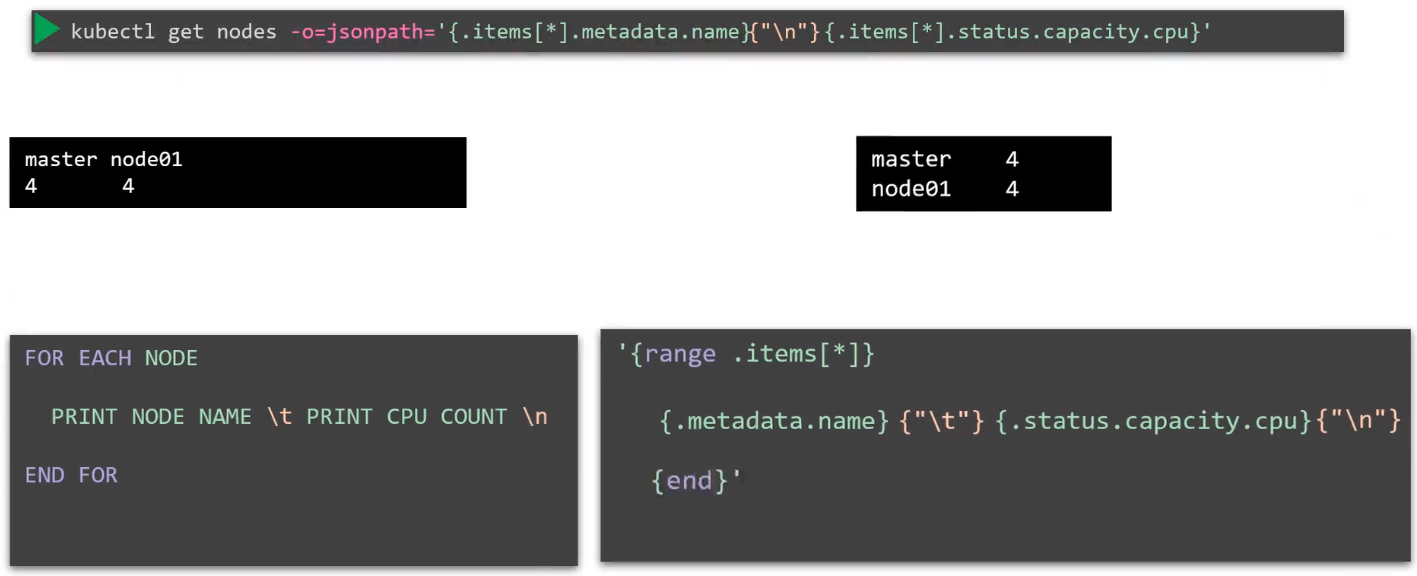 kubectl get nodes -o=jsonpath='{.items[*].metadata.name}{"\n"}{.items[*].status.capacity.cpu}'
master node01
4 4
master 4
node01 4
FOR EACH NODE
PRINT NODE NAME \t PRINT CPU COUNT \n
END FOR
'{range .items[*]}
{.metadata.name} {"\t"} {.status.capacity.cpu}{"\n"}
{end}'